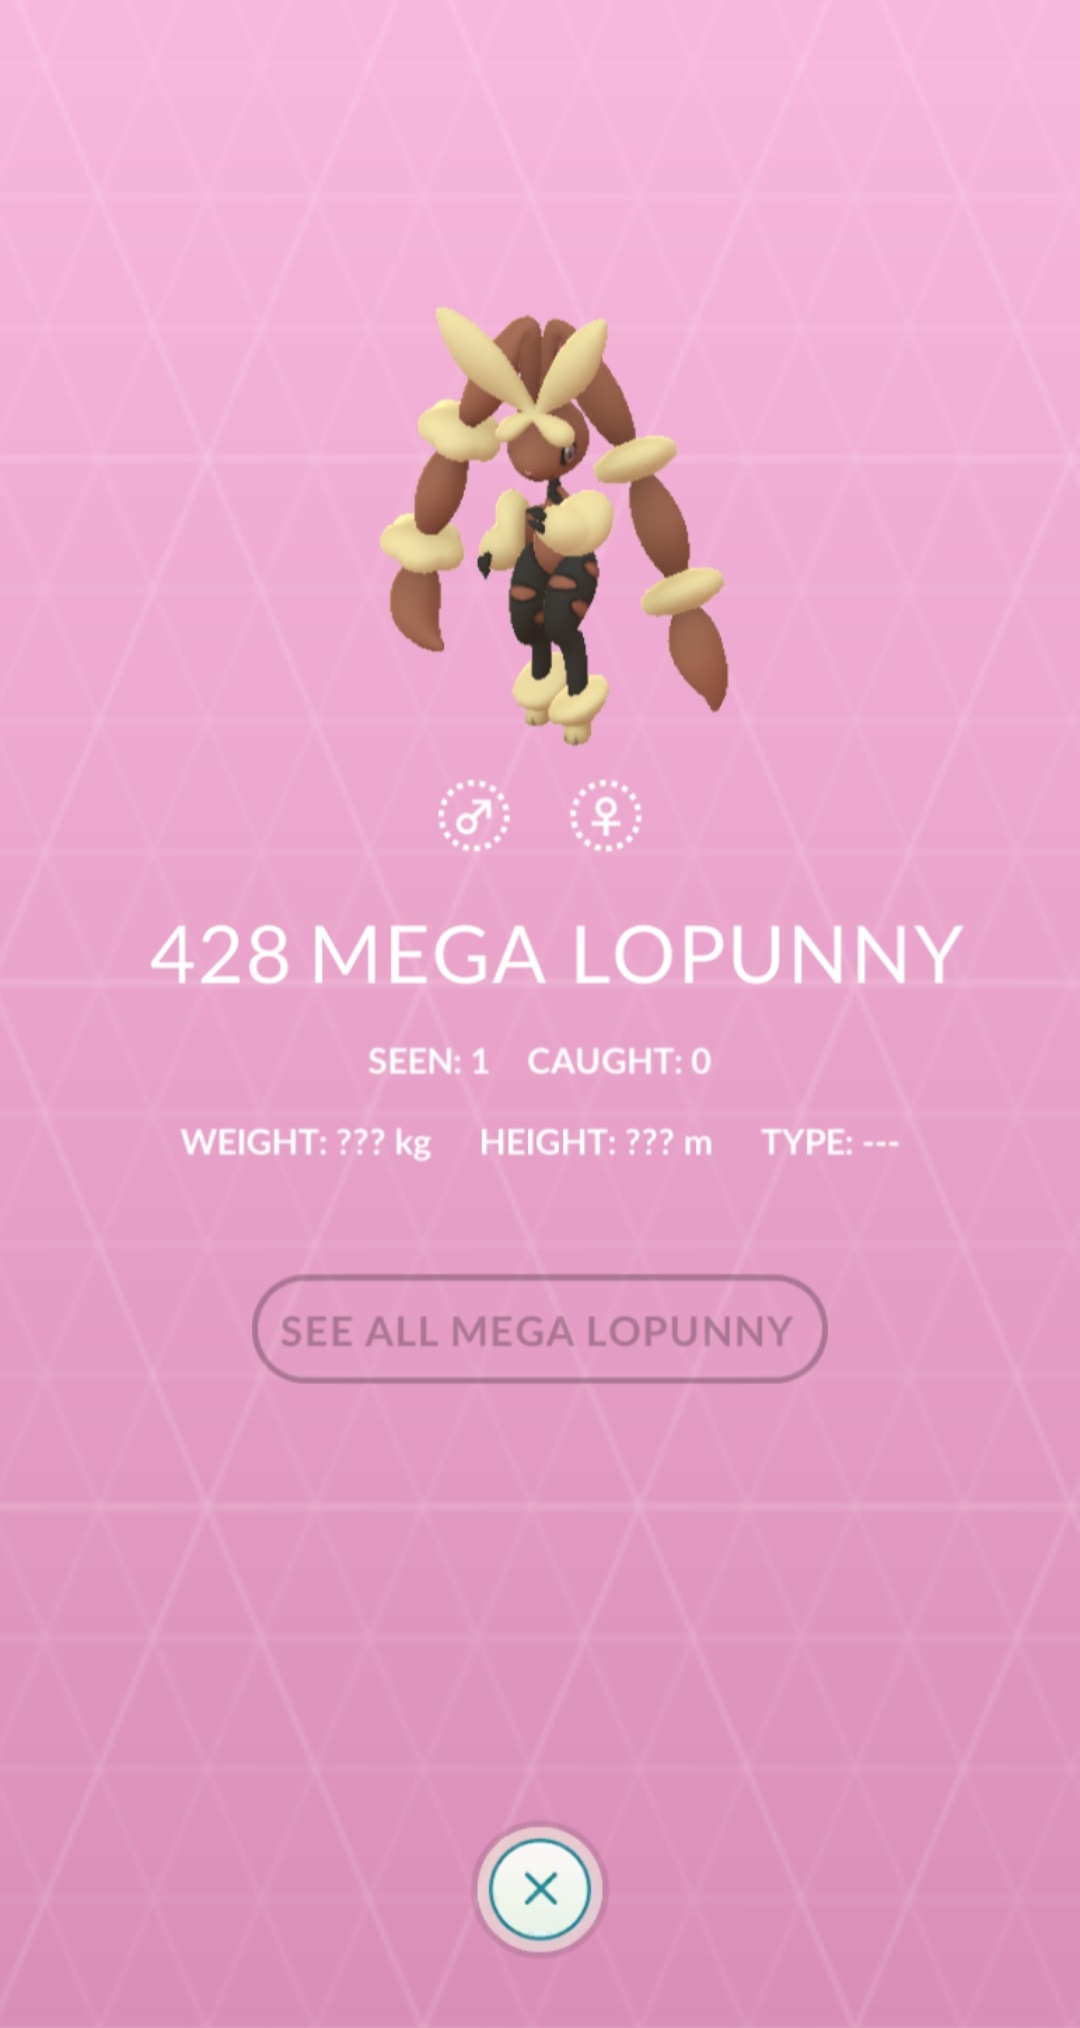 ♂ ♀
428 MEGA LOPUNNY
SEEN: 1 CAUGHT: 0
WEIGHT: ??? kg HEIGHT: ??? m TYPE: ---
SEE ALL MEGA LOPUNNY